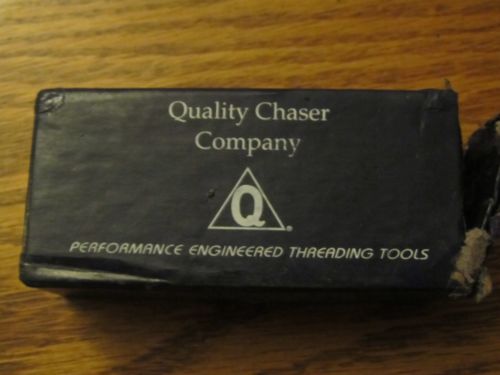 Quality Chaser
Company
Q®
PERFORMANCE ENGINEERED THREADING TOOLS